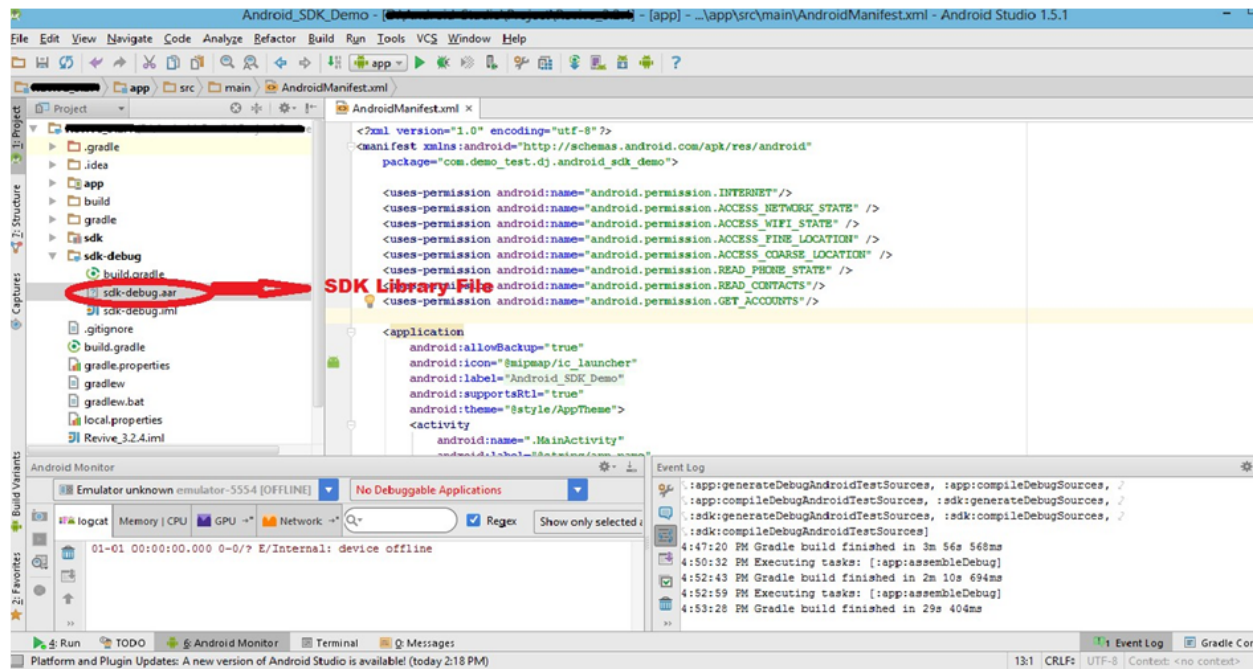 Android_SDK_Demo - [ ] - [app] - ...\app\src\main\AndroidManifest.xml - Android Studio 1.5.1
File Edit View Navigate Code Analyze Refactor Build Run Tools VCS Window Help
app
app src main AndroidManifest.xml
1: Project
7: Structure
Captures
Build Variants
2: Favorites
Project
.gradle
.idea
app
build
gradle
sdk
sdk-debug
build.gradle
sdk-debug.aar
sdk-debug.iml
.gitignore
build.gradle
gradle.properties
gradlew
gradlew.bat
local.properties
Revive_3.2.4.iml
SDK Library File
AndroidManifest.xml
<?xml version="1.0" encoding="utf-8"?>
<manifest xmlns:android="http://schemas.android.com/apk/res/android"
package="com.demo_test.dj.android_sdk_demo">
<uses-permission android:name="android.permission.INTERNET"/>
<uses-permission android:name="android.permission.ACCESS_NETWORK_STATE" />
<uses-permission android:name="android.permission.ACCESS_WIFI_STATE" />
<uses-permission android:name="android.permission.ACCESS_FINE_LOCATION" />
<uses-permission android:name="android.permission.ACCESS_COARSE_LOCATION" />
<uses-permission android:name="android.permission.READ_PHONE_STATE" />
<uses-permission android:name="android.permission.READ_CONTACTS"/>
<uses-permission android:name="android.permission.GET_ACCOUNTS"/>
<application
android:allowBackup="true"
android:icon="@mipmap/ic_launcher"
android:label="Android_SDK_Demo"
android:supportsRtl="true"
android:theme="@style/AppTheme">
<activity
android:name=".MainActivity"
android:label="@string/app_name"
Android Monitor
Emulator unknown emulator-5554 [OFFLINE]
No Debuggable Applications
logcat Memory | CPU GPU Network
Regex
Show only selected
01-01 00:00:00.000 0-0/? E/Internal: device offline
Event Log
:app:generateDebugAndroidTestSources, :app:compileDebugSources,
:app:compileDebugAndroidTestSources, :sdk:generateDebugSources,
:sdk:generateDebugAndroidTestSources, :sdk:compileDebugSources,
:sdk:compileDebugAndroidTestSources]
4:47:20 PM Gradle build finished in 3m 56s 568ms
4:50:32 PM Executing tasks: [:app:assembleDebug]
4:52:43 PM Gradle build finished in 2m 10s 694ms
4:52:59 PM Executing tasks: [:app:assembleDebug]
4:53:28 PM Gradle build finished in 29s 404ms
4: Run TODO 6: Android Monitor Terminal 0: Messages
1 Event Log Gradle Con
Platform and Plugin Updates: A new version of Android Studio is available! (today 2:18 PM)
13:1 CRLF UTF-8 Context: <no context>